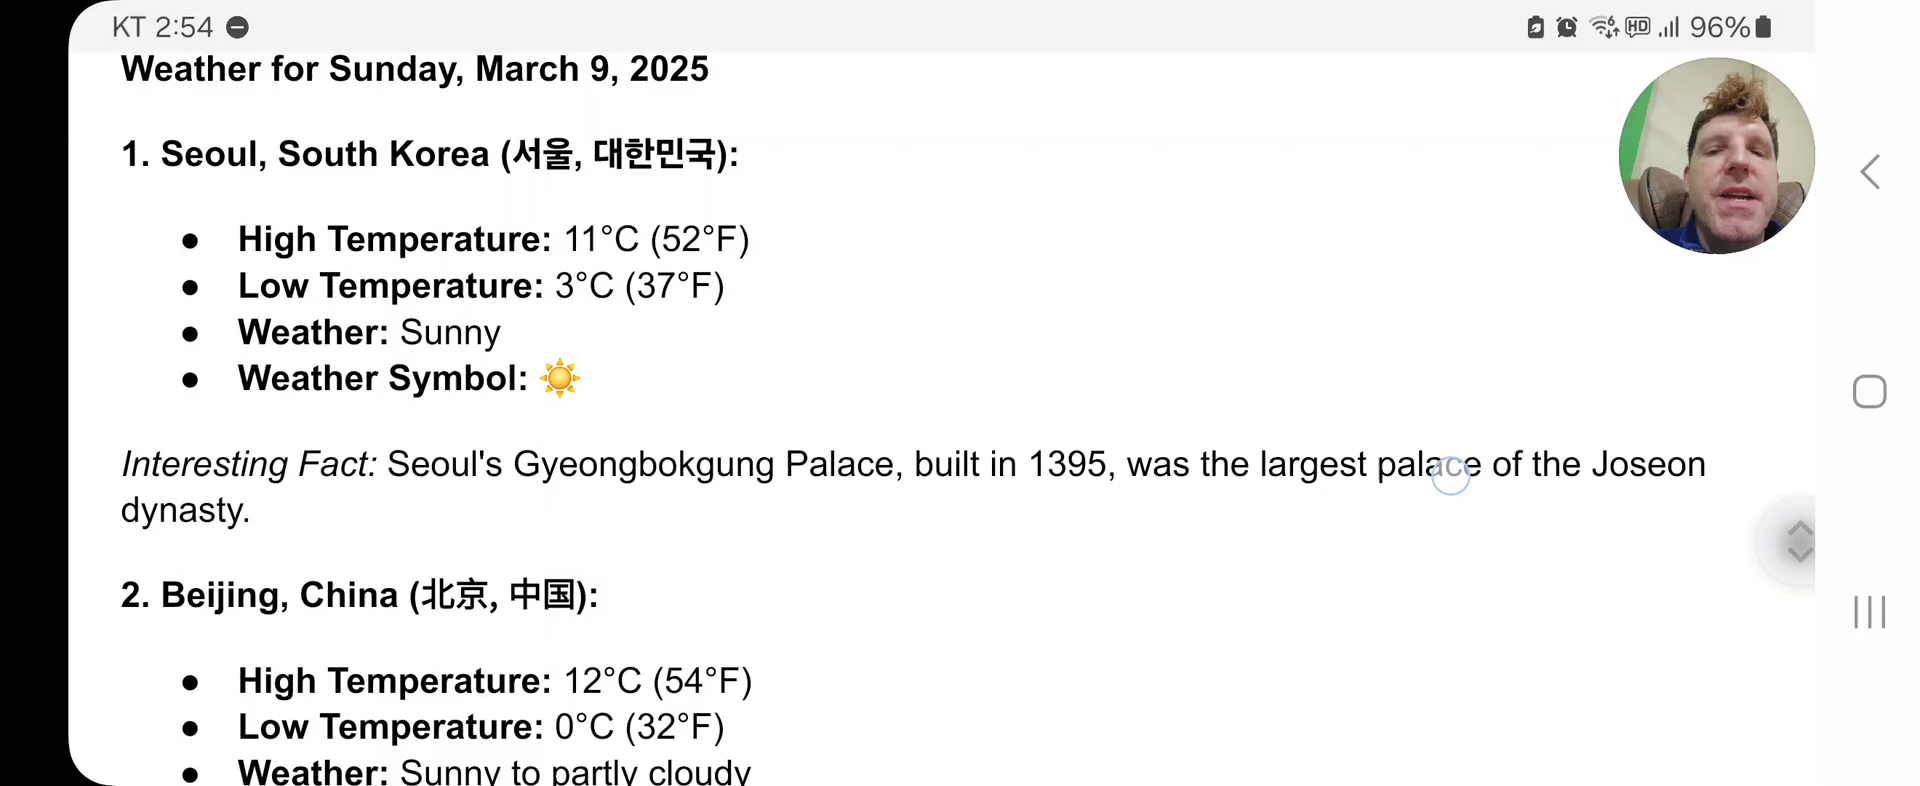 KT 2:54
96%
Weather for Sunday, March 9, 2025
1. Seoul, South Korea (서울, 대한민국):
● High Temperature: 11°C (52°F)
● Low Temperature: 3°C (37°F)
● Weather: Sunny
● Weather Symbol: ☀️
Interesting Fact: Seoul's Gyeongbokgung Palace, built in 1395, was the largest palace of the Joseon
dynasty.
2. Beijing, China (北京, 中国):
● High Temperature: 12°C (54°F)
● Low Temperature: 0°C (32°F)
● Weather: Sunny to partly cloudy